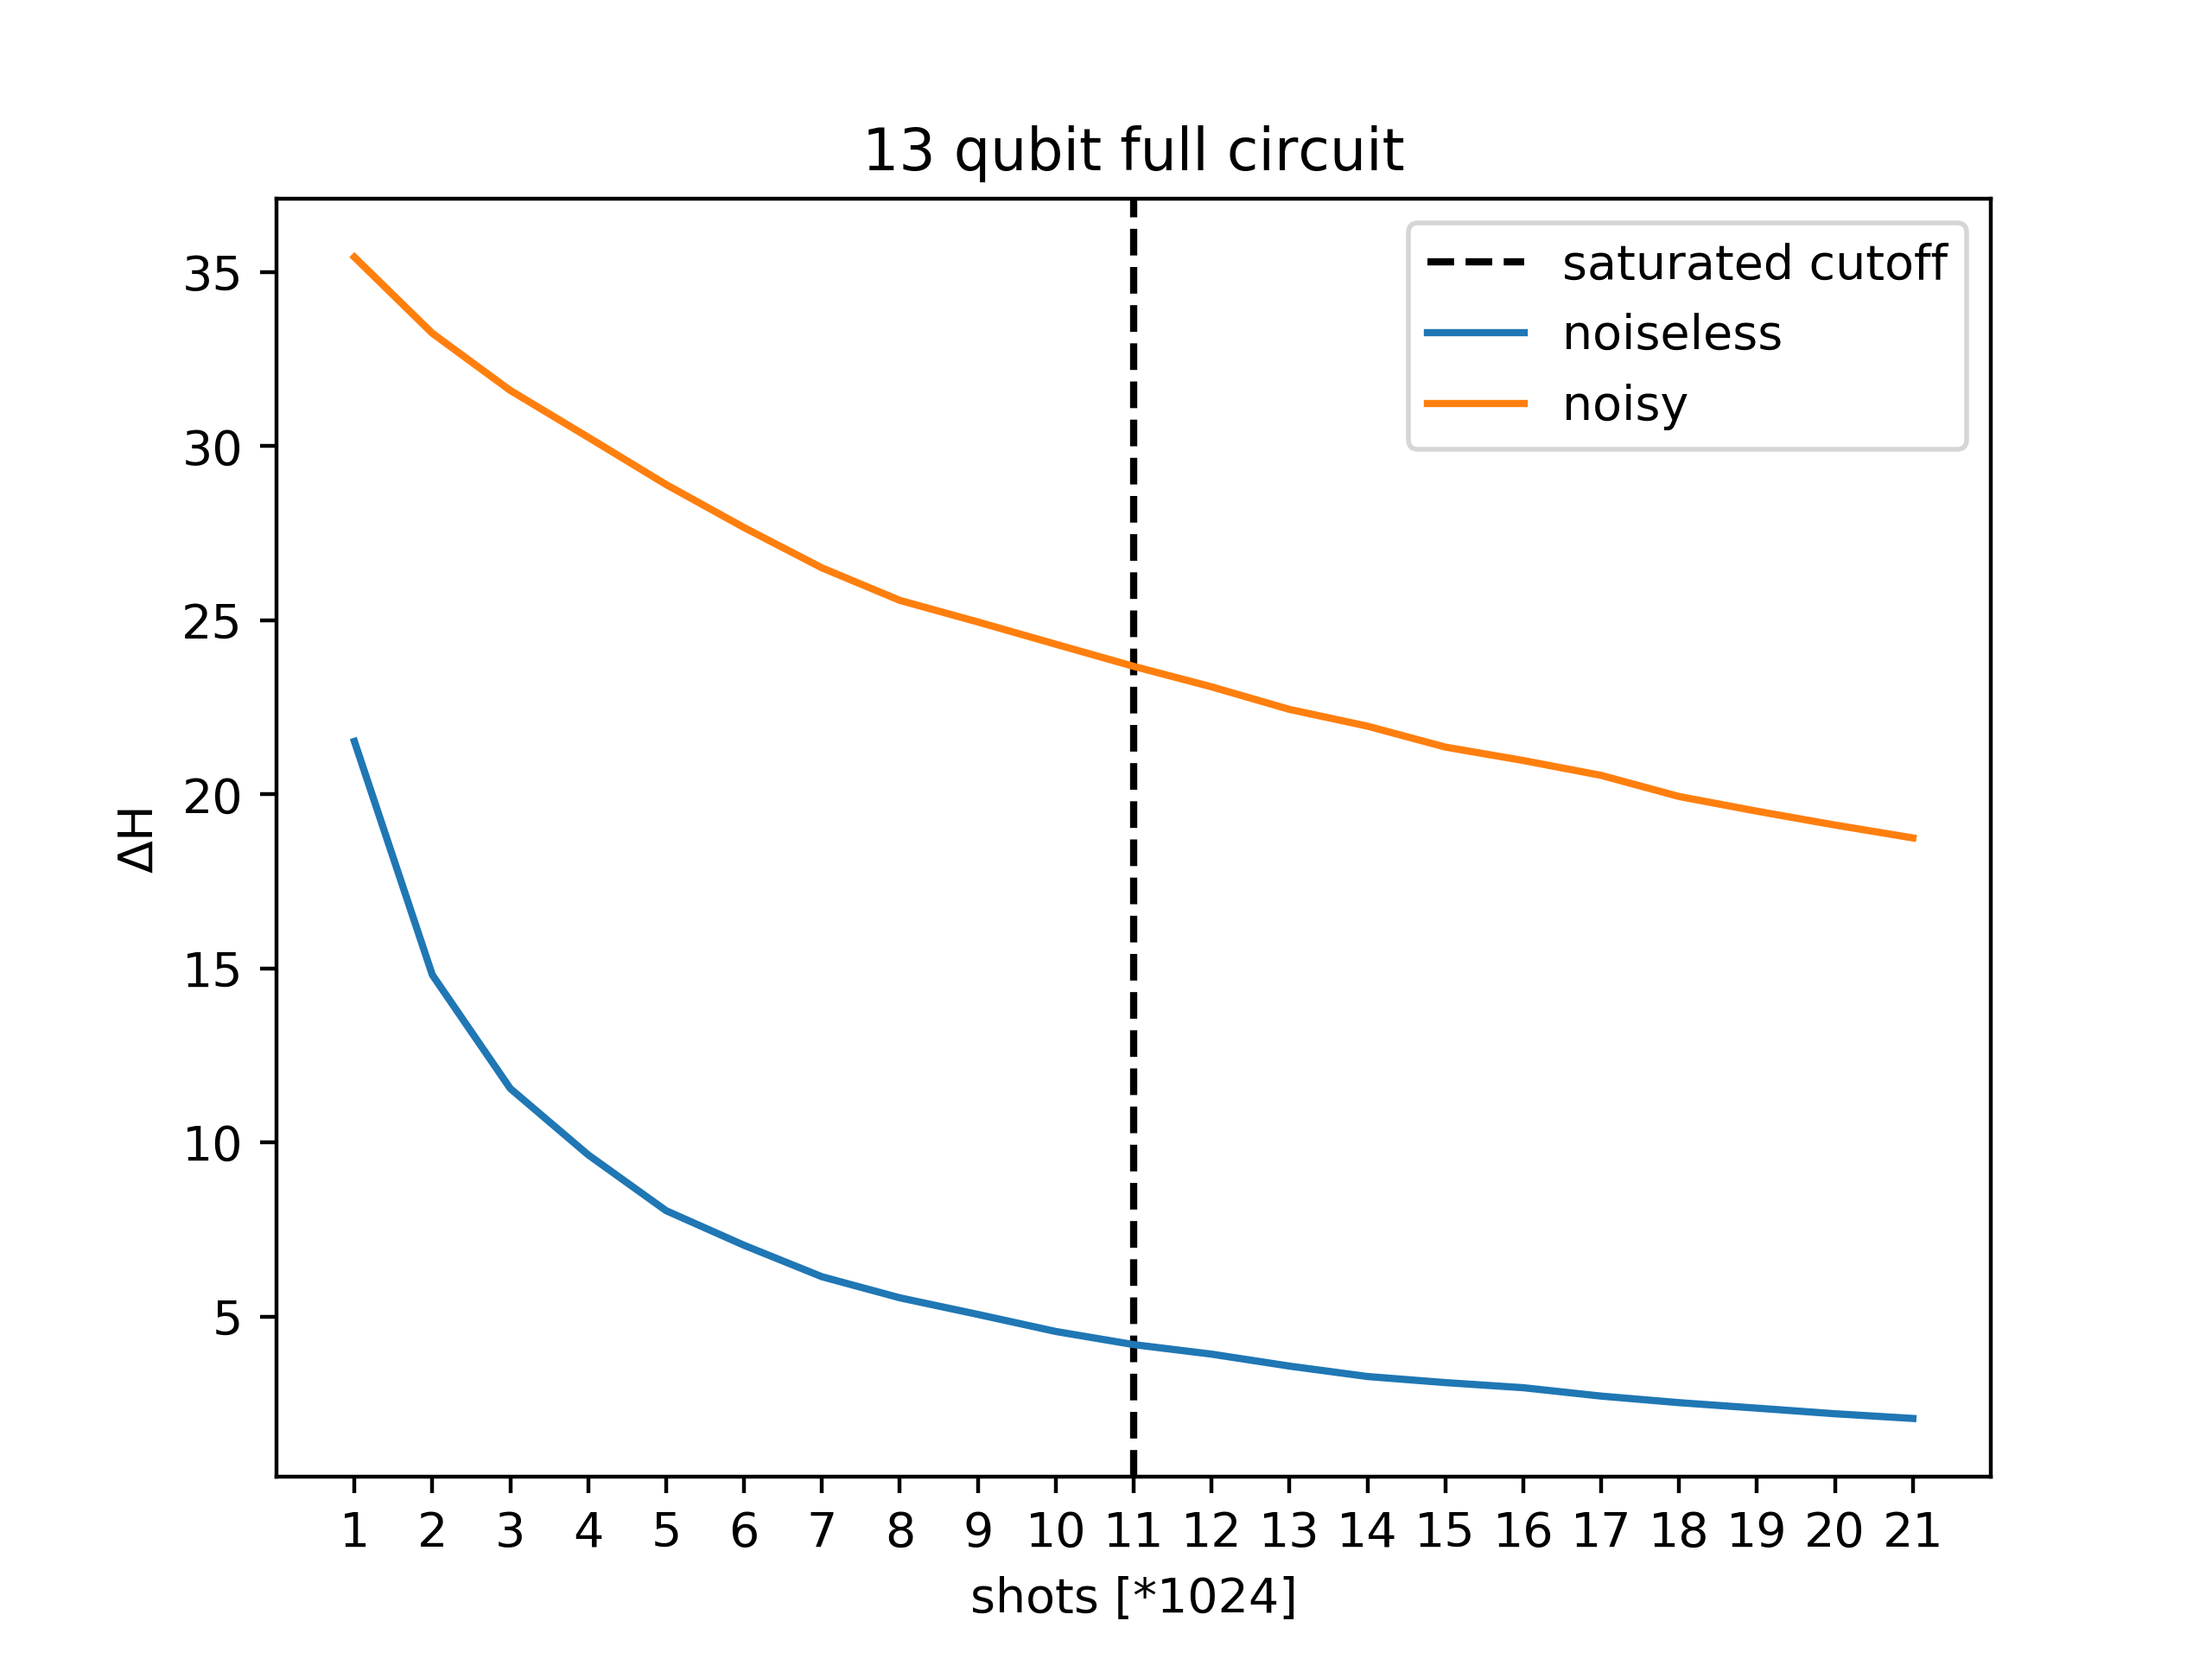 13 qubit full circuit
saturated cutoff
noiseless
noisy
35
30
25
20
15
10
5
ΔH
1 2 3 4 5 6 7 8 9 10 11 12 13 14 15 16 17 18 19 20 21
shots [*1024]